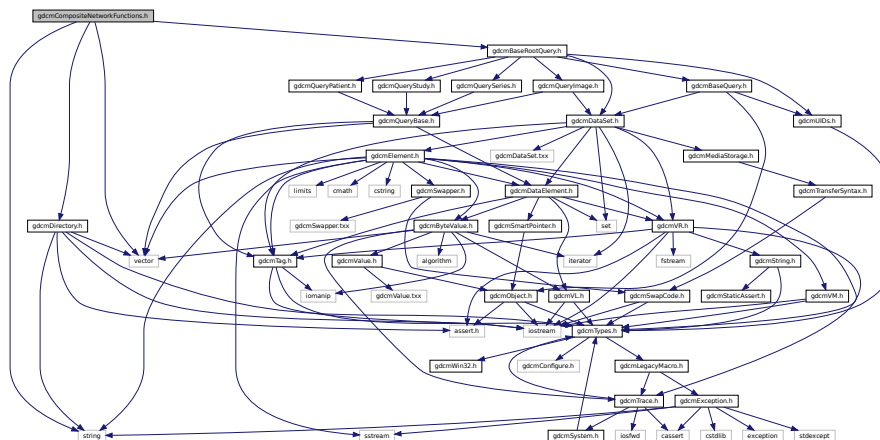 gdcmCompositeNetworkFunctions.h
gdcmBaseRootQuery.h
gdcmQueryPatient.h
gdcmQueryStudy.h
gdcmQuerySeries.h
gdcmQueryImage.h
gdcmBaseQuery.h
gdcmQueryBase.h
gdcmDataSet.h
gdcmUIDs.h
gdcmElement.h
gdcmDataSet.txx
gdcmMediaStorage.h
limits
cmath
cstring
gdcmSwapper.h
gdcmDataElement.h
gdcmTransferSyntax.h
gdcmDirectory.h
gdcmSwapper.txx
gdcmByteValue.h
gdcmSmartPointer.h
set
gdcmVR.h
vector
gdcmTag.h
gdcmValue.h
algorithm
iterator
fstream
gdcmString.h
iomanip
gdcmValue.txx
gdcmObject.h
gdcmVL.h
gdcmSwapCode.h
gdcmStaticAssert.h
gdcmVM.h
assert.h
iostream
gdcmTypes.h
gdcmWin32.h
gdcmConfigure.h
gdcmLegacyMacro.h
gdcmTrace.h
gdcmException.h
string
sstream
gdcmSystem.h
iosfwd
cassert
cstdlib
exception
stdexcept